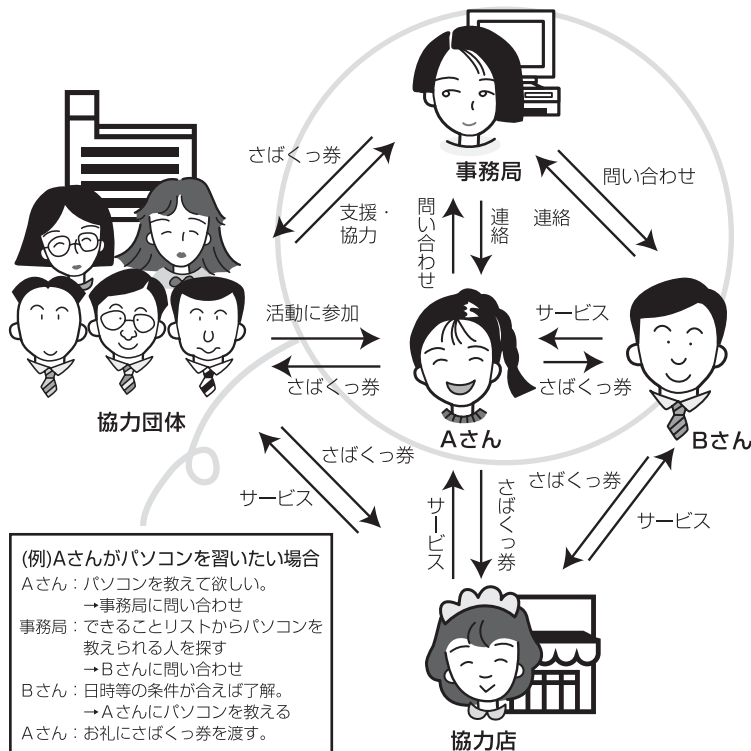 さばくっ券
支援・
協力
事務局
問い合わせ
連絡
連絡
問い合わせ
活動に参加
さばくっ券
サービス
さばくっ券
協力団体
Aさん
Bさん
さばくっ券
サービス
サービス
さばくっ券
さばくっ券
サービス
(例)Aさんがパソコンを習いたい場合
Aさん：パソコンを教えて欲しい。
→事務局に問い合わせ
事務局：できることリストからパソコンを
教えられる人を探す
→Bさんに問い合わせ
Bさん：日時等の条件が合えば了解。
→Aさんにパソコンを教える
Aさん：お礼にさばくっ券を渡す。
協力店